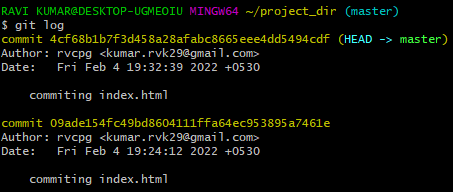 RAVI KUMAR@DESKTOP-UGMEOIU MINGW64 ~/project_dir (master)
$ git log
commit 4cf68b1b7f3d458a28afabc8665eee4dd5494cdf (HEAD -> master)
Author: rvcpg <kumar.rvk29@gmail.com>
Date:   Fri Feb 4 19:32:39 2022 +0530
    commiting index.html
commit 09ade154fc49bd8604111ffa64ec953895a7461e
Author: rvcpg <kumar.rvk29@gmail.com>
Date:   Fri Feb 4 19:24:12 2022 +0530
    commiting index.html